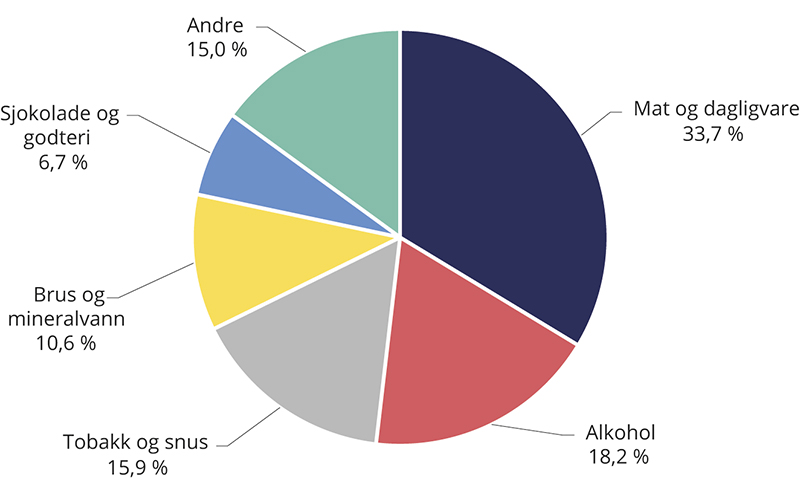 Andre
15,0 %
Mat og dagligvare
33,7 %
Sjokolade og
godteri
6,7 %
Brus og
mineralvann
10,6 %
Tobakk og snus
15,9 %
Alkohol
18,2 %